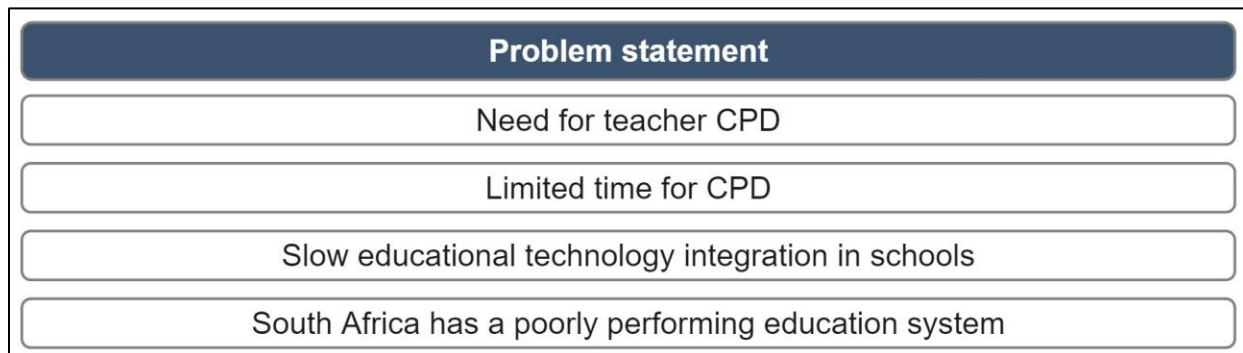 Problem statement
Need for teacher CPD
Limited time for CPD
Slow educational technology integration in schools
South Africa has a poorly performing education system